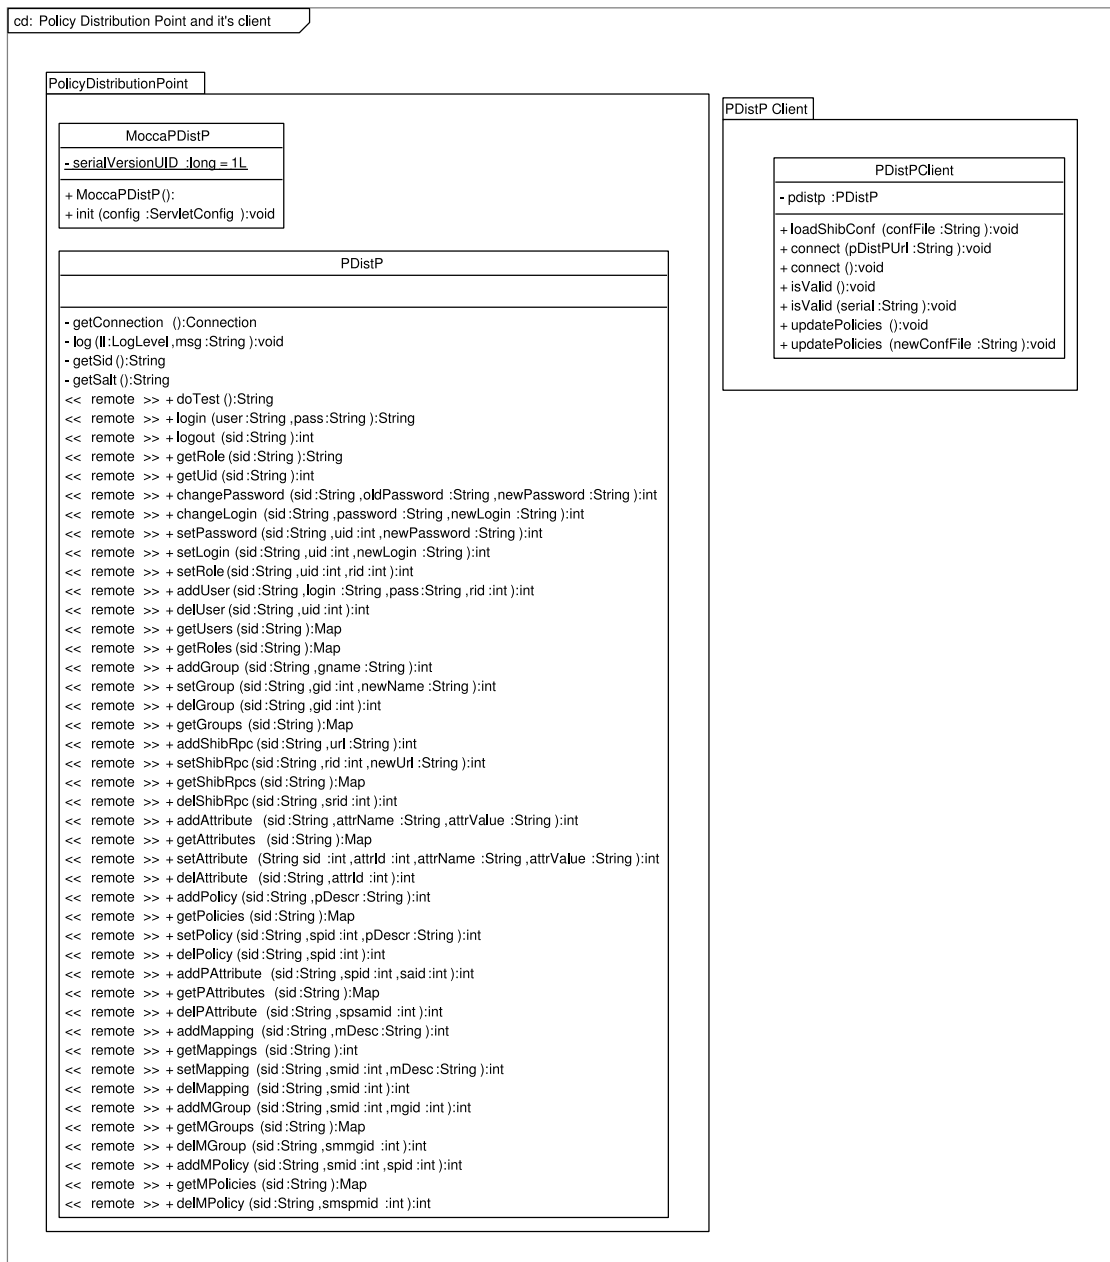 cd: Policy Distribution Point and it's client
PolicyDistributionPoint
MoccaPDistP
- serialVersionUID :long = 1L
+ MoccaPDistP():
+ init (config :ServletConfig ):void
PDistP
- getConnection ():Connection
- log (ll:LogLevel ,msg :String ):void
- getSid ():String
- getSalt ():String
<< remote >> + doTest ():String
<< remote >> + login (user :String ,pass :String ):String
<< remote >> + logout (sid :String ):int
<< remote >> + getRole (sid :String ):String
<< remote >> + getUid (sid :String ):int
<< remote >> + changePassword (sid :String ,oldPassword :String ,newPassword :String ):int
<< remote >> + changeLogin (sid :String ,password :String ,newLogin :String ):int
<< remote >> + setPassword (sid :String ,uid :int ,newPassword :String ):int
<< remote >> + setLogin (sid :String ,uid :int ,newLogin :String ):int
<< remote >> + setRole (sid :String ,uid :int ,rid :int ):int
<< remote >> + addUser (sid :String ,login :String ,pass :String ,rid :int ):int
<< remote >> + delUser (sid :String ,uid :int ):int
<< remote >> + getUsers (sid :String ):Map
<< remote >> + getRoles (sid :String ):Map
<< remote >> + addGroup (sid :String ,gname :String ):int
<< remote >> + setGroup (sid :String ,gid :int ,newName :String ):int
<< remote >> + delGroup (sid :String ,gid :int ):int
<< remote >> + getGroups (sid :String ):Map
<< remote >> + addShibRpc (sid :String ,url :String ):int
<< remote >> + setShibRpc (sid :String ,rid :int ,newUrl :String ):int
<< remote >> + getShibRpcs (sid :String ):Map
<< remote >> + delShibRpc (sid :String ,srid :int ):int
<< remote >> + addAttribute (sid :String ,attrName :String ,attrValue :String ):int
<< remote >> + getAttributes (sid :String ):Map
<< remote >> + setAttribute (String sid :int ,attrId :int ,attrName :String ,attrValue :String ):int
<< remote >> + delAttribute (sid :String ,attrId :int ):int
<< remote >> + addPolicy (sid :String ,pDescr :String ):int
<< remote >> + getPolicies (sid :String ):Map
<< remote >> + setPolicy (sid :String ,spid :int ,pDescr :String ):int
<< remote >> + delPolicy (sid :String ,spid :int ):int
<< remote >> + addPAttribute (sid :String ,spid :int ,said :int ):int
<< remote >> + getPAttributes (sid :String ):Map
<< remote >> + delPAttribute (sid :String ,spsamid :int ):int
<< remote >> + addMapping (sid :String ,mDesc :String ):int
<< remote >> + getMappings (sid :String ):int
<< remote >> + setMapping (sid :String ,smid :int ,mDesc :String ):int
<< remote >> + delMapping (sid :String ,smid :int ):int
<< remote >> + addMGroup (sid :String ,smid :int ,mgid :int ):int
<< remote >> + getMGroups (sid :String ):Map
<< remote >> + delMGroup (sid :String ,smmgid :int ):int
<< remote >> + addMPolicy (sid :String ,smid :int ,spid :int ):int
<< remote >> + getMPolicies (sid :String ):Map
<< remote >> + delMPolicy (sid :String ,smspmid :int ):int
PDistP Client
PDistPClient
- pdistp :PDistP
+ loadShibConf (confFile :String ):void
+ connect (pDistPUrl :String ):void
+ connect ():void
+ isValid ():void
+ isValid (serial :String ):void
+ updatePolicies ():void
+ updatePolicies (newConfFile :String ):void